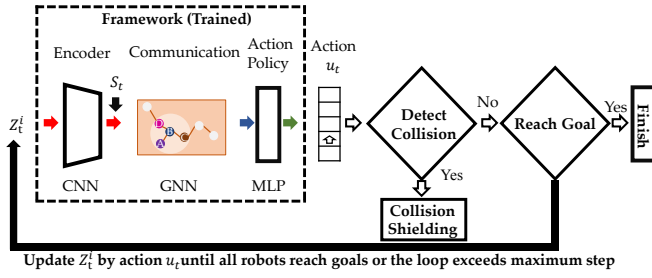 Framework (Trained)
Encoder
Communication
Action
Policy
Action
u_t
S_t
Z_t^i
D
B
A
C
CNN
GNN
MLP
Detect
Collision
No
Reach Goal
Yes
Finish
Yes
Collision
Shielding
Update Z_t^i by action u_t until all robots reach goals or the loop exceeds maximum step